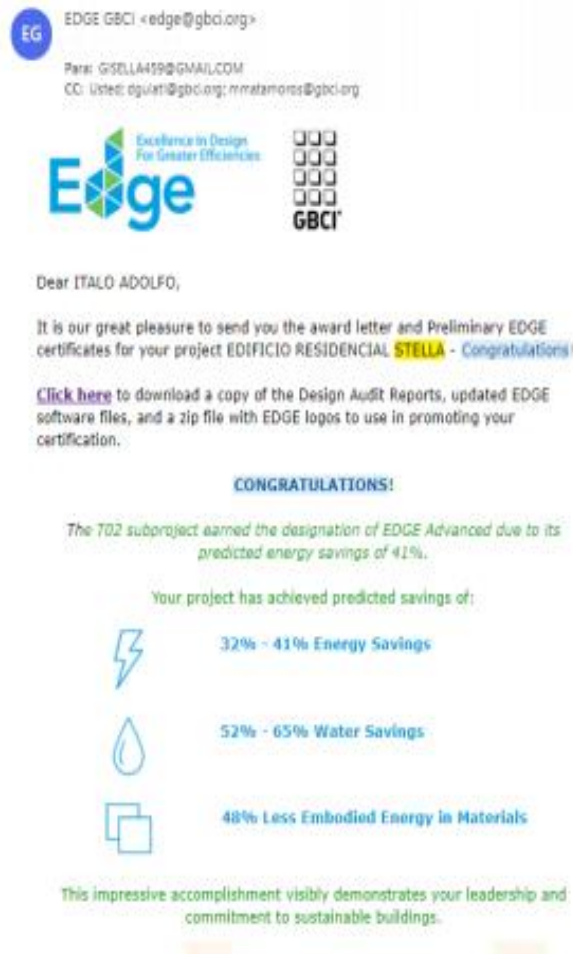 EG
EDGE GBCI <edge@gbci.org>
Para: GISELLA459@GMAIL.COM
CC: Usted; dgulati@gbci.org; mmatamoros@gbci.org
Excellence in Design
For Greater Efficiencies
Edge
GBCI
Dear ITALO ADOLFO,
It is our great pleasure to send you the award letter and Preliminary EDGE
certificates for your project EDIFICIO RESIDENCIAL STELLA - Congratulations!
Click here to download a copy of the Design Audit Reports, updated EDGE
software files, and a zip file with EDGE logos to use in promoting your
certification.
CONGRATULATIONS!
The 702 subproject earned the designation of EDGE Advanced due to its
predicted energy savings of 41%.
Your project has achieved predicted savings of:
32% - 41% Energy Savings
52% - 65% Water Savings
48% Less Embodied Energy in Materials
This impressive accomplishment visibly demonstrates your leadership and
commitment to sustainable buildings.